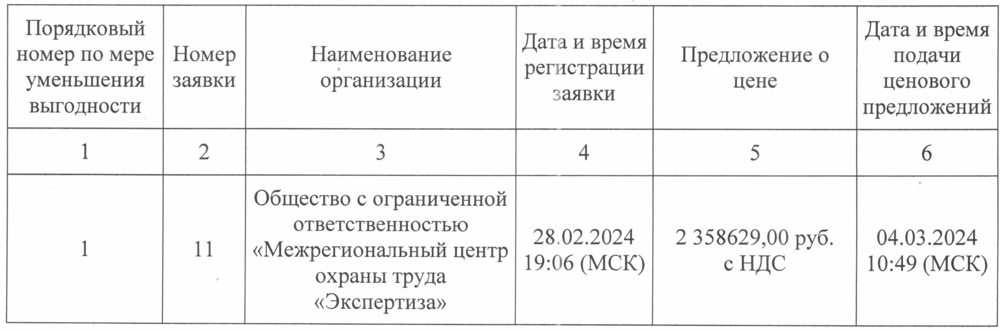 Порядковый
номер по мере
уменьшения
выгодности
Номер
заявки
Наименование
организации
Дата и время
регистрации
заявки
Предложение о
цене
Дата и время
подачи
ценового
предложений
1
2
3
4
5
6
1
11
Общество с ограниченной
ответственностью
«Межрегиональный центр
охраны труда
«Экспертиза»
28.02.2024
19:06 (МСК)
2 358629,00 руб.
с НДС
04.03.2024
10:49 (МСК)